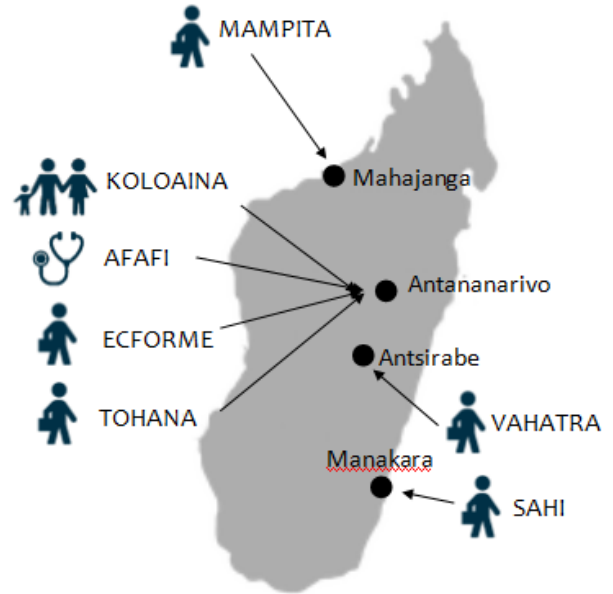 MAMPITA
Mahajanga
KOLOAINA
AFAFI
Antananarivo
ECFORME
Antsirabe
TOHANA
VAHATRA
Manakara
SAHI